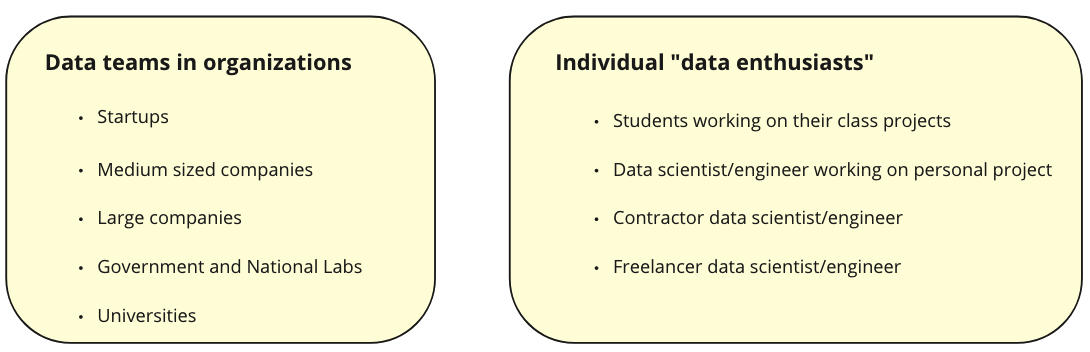 Data teams in organizations
• Startups
• Medium sized companies
• Large companies
• Government and National Labs
• Universities
Individual "data enthusiasts"
• Students working on their class projects
• Data scientist/engineer working on personal project
• Contractor data scientist/engineer
• Freelancer data scientist/engineer